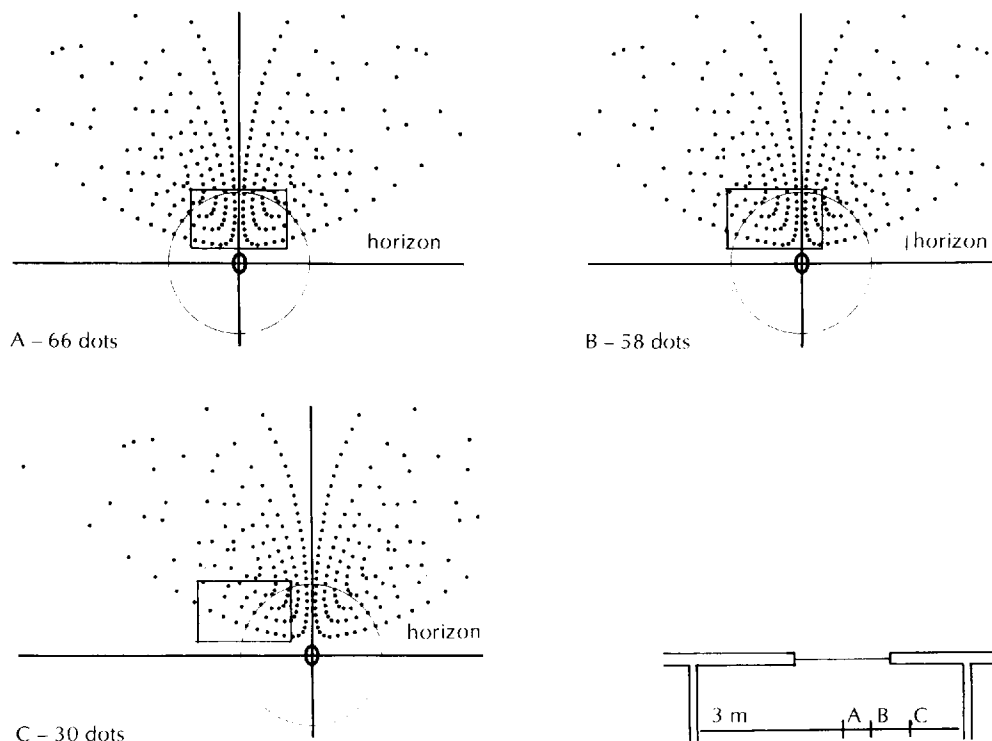 horizon
A – 66 dots
horizon
B – 58 dots
horizon
C – 30 dots
3 m A B C